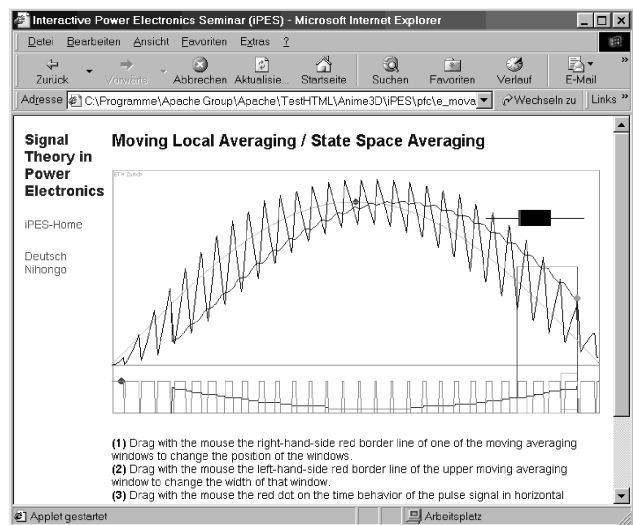 Interactive Power Electronics Seminar (iPES) - Microsoft Internet Explorer
Datei Bearbeiten Ansicht Favoriten Extras ?
Zurück Vorwärts Abbrechen Aktualisie... Startseite Suchen Favoriten Verlauf E-Mail
Adresse C:\Programme\Apache Group\Apache\TestHTML\Anime3D\iPES\pfc\e_mova Wechseln zu Links »
Signal
Theory in
Power
Electronics
iPES-Home
Deutsch
Nihongo
Moving Local Averaging / State Space Averaging
ETH Zurich
(1) Drag with the mouse the right-hand-side red border line of one of the moving averaging
windows to change the position of the windows.
(2) Drag with the mouse the left-hand-side red border line of the upper moving averaging
window to change the width of that window.
(3) Drag with the mouse the red dot on the time behavior of the pulse signal in horizontal
Applet gestartet Arbeitsplatz